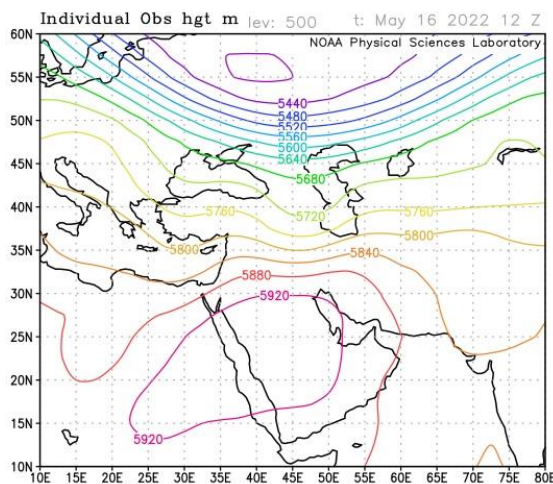 Individual Obs hgt m lev: 500 t: May 16 2022 12 Z
NOAA Physical Sciences Laboratory
60N
55N
50N
45N
40N
35N
30N
25N
20N
15N
10N
5440
5480
5520
5560
5600
5640
5680
5720
5760
5760
5800
5800
5840
5880
5920
5920
10E 15E 20E 25E 30E 35E 40E 45E 50E 55E 60E 65E 70E 75E 80E